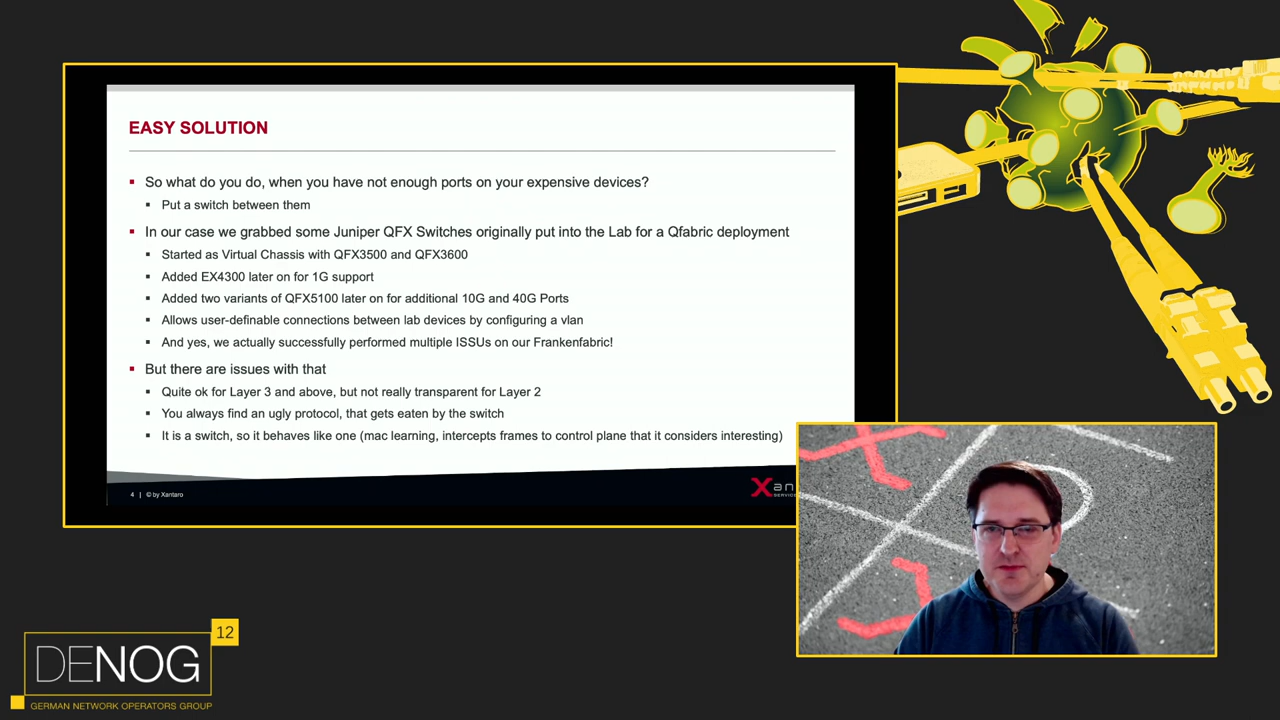 EASY SOLUTION
So what do you do, when you have not enough ports on your expensive devices?
Put a switch between them
In our case we grabbed some Juniper QFX Switches originally put into the Lab for a Qfabric deployment
Started as Virtual Chassis with QFX3500 and QFX3600
Added EX4300 later on for 1G support
Added two variants of QFX5100 later on for additional 10G and 40G Ports
Allows user-definable connections between lab devices by configuring a vlan
And yes, we actually successfully performed multiple ISSUs on our Frankenfabric!
But there are issues with that
Quite ok for Layer 3 and above, but not really transparent for Layer 2
You always find an ugly protocol, that gets eaten by the switch
It is a switch, so it behaves like one (mac learning, intercepts frames to control plane that it considers interesting)
4 | © by Xantaro
Xan
SERVIC
12
DENOG
GERMAN NETWORK OPERATORS GROUP